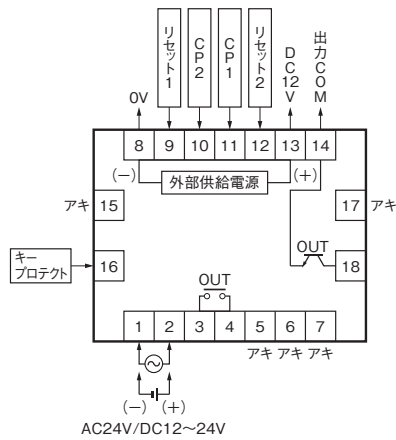 リセット1
CP2
CP1
リセット2
DC12V
出力COM
0V
8 9 10 11 12 13 14
(−) 外部供給電源 (+)
アキ 15
17 アキ
キープロテクト
16
OUT
18
OUT
1 2 3 4 5 6 7
アキ アキ アキ
(−) (+)
AC24V/DC12〜24V